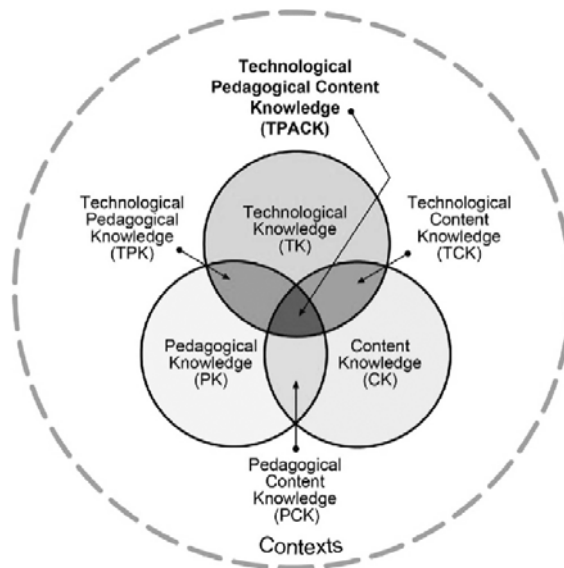 Technological
Pedagogical Content
Knowledge
(TPACK)
Technological
Pedagogical
Knowledge
(TPK)
Technological
Knowledge
(TK)
Technological
Content
Knowledge
(TCK)
Pedagogical
Knowledge
(PK)
Content
Knowledge
(CK)
Pedagogical
Content
Knowledge
(PCK)
Contexts